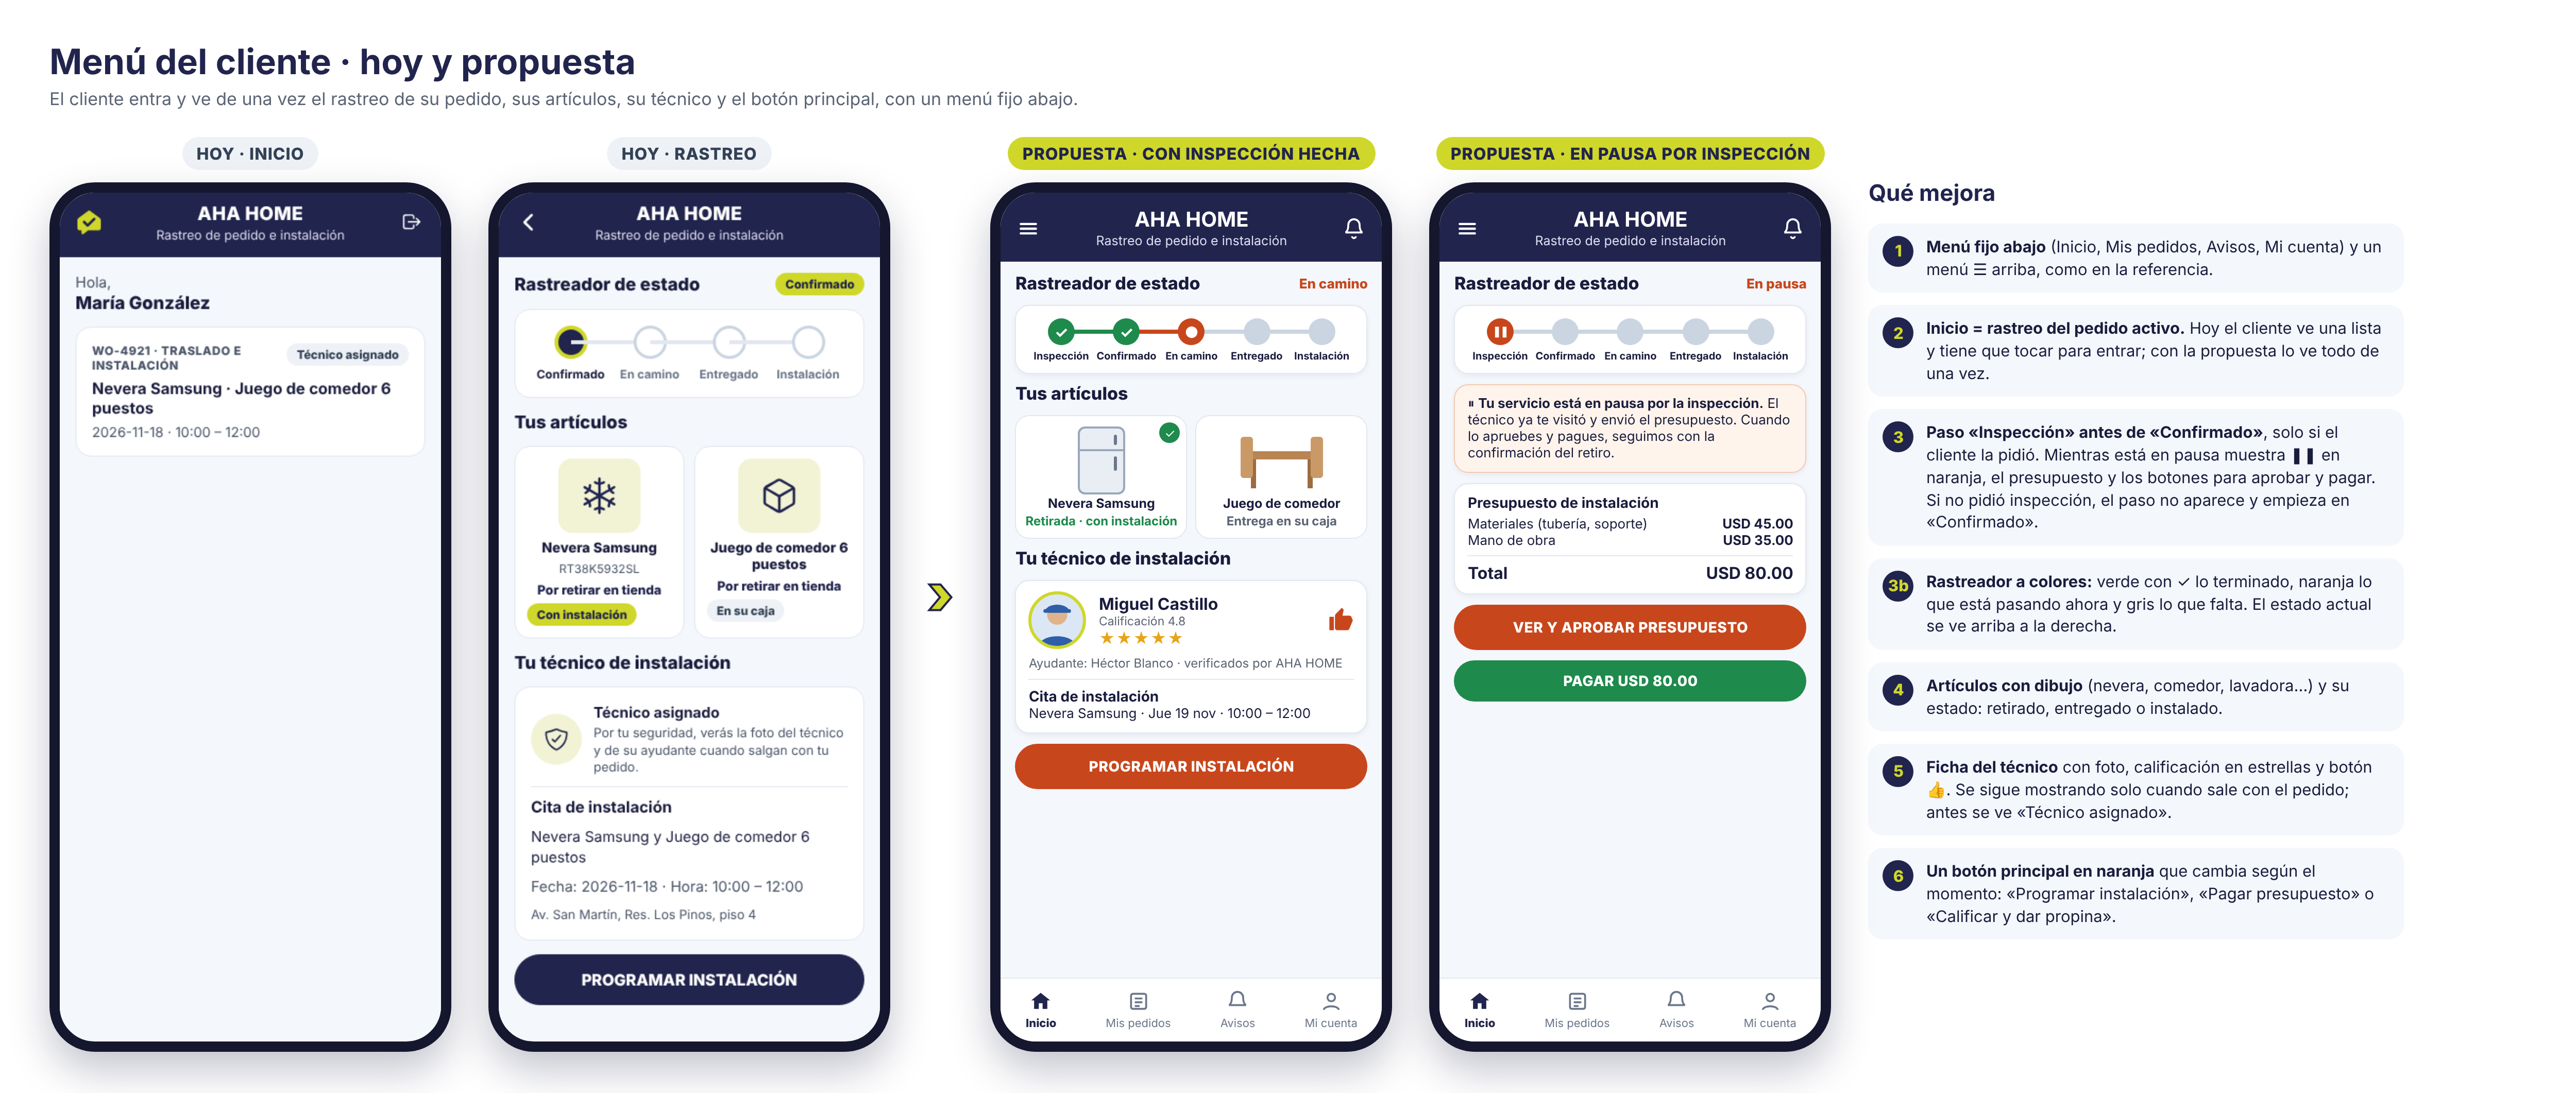 Menú del cliente · hoy y propuesta
El cliente entra y ve de una vez el rastreo de su pedido, sus artículos, su técnico y el botón principal, con un menú fijo abajo.
HOY · INICIO
AHA HOME
Rastreo de pedido e instalación
Hola,
María González
WO-4921 · TRASLADO E
INSTALACIÓN
Técnico asignado
Nevera Samsung · Juego de comedor 6
puestos
2026-11-18 · 10:00 – 12:00
HOY · RASTREO
AHA HOME
Rastreo de pedido e instalación
Rastreador de estado
Confirmado
Confirmado
En camino
Entregado
Instalación
Tus artículos
Nevera Samsung
RT38K5932SL
Por retirar en tienda
Con instalación
Juego de comedor 6
puestos
Por retirar en tienda
En su caja
Tu técnico de instalación
Técnico asignado
Por tu seguridad, verás la foto del técnico
y de su ayudante cuando salgan con tu
pedido.
Cita de instalación
Nevera Samsung y Juego de comedor 6
puestos
Fecha: 2026-11-18 · Hora: 10:00 – 12:00
Av. San Martín, Res. Los Pinos, piso 4
PROGRAMAR INSTALACIÓN
PROPUESTA · CON INSPECCIÓN HECHA
AHA HOME
Rastreo de pedido e instalación
Rastreador de estado
En camino
Inspección
Confirmado
En camino
Entregado
Instalación
Tus artículos
Nevera Samsung
Retirada · con instalación
Juego de comedor
Entrega en su caja
Tu técnico de instalación
Miguel Castillo
Calificación 4.8
★★★★★
Ayudante: Héctor Blanco · verificados por AHA HOME
Cita de instalación
Nevera Samsung · Jue 19 nov · 10:00 – 12:00
PROGRAMAR INSTALACIÓN
Inicio
Mis pedidos
Avisos
Mi cuenta
PROPUESTA · EN PAUSA POR INSPECCIÓN
AHA HOME
Rastreo de pedido e instalación
Rastreador de estado
En pausa
Inspección
Confirmado
En camino
Entregado
Instalación
⏸ Tu servicio está en pausa por la inspección. El
técnico ya te visitó y envió el presupuesto. Cuando
lo apruebes y pagues, seguimos con la
confirmación del retiro.
Presupuesto de instalación
Materiales (tubería, soporte) USD 45.00
Mano de obra USD 35.00
Total USD 80.00
VER Y APROBAR PRESUPUESTO
PAGAR USD 80.00
Inicio
Mis pedidos
Avisos
Mi cuenta
Qué mejora
1
Menú fijo abajo (Inicio, Mis pedidos, Avisos, Mi cuenta) y un
menú ☰ arriba, como en la referencia.
2
Inicio = rastreo del pedido activo. Hoy el cliente ve una lista
y tiene que tocar para entrar; con la propuesta lo ve todo de
una vez.
3
Paso «Inspección» antes de «Confirmado», solo si el
cliente la pidió. Mientras está en pausa muestra ❚❚ en
naranja, el presupuesto y los botones para aprobar y pagar.
Si no pidió inspección, el paso no aparece y empieza en
«Confirmado».
3b
Rastreador a colores: verde con ✓ lo terminado, naranja lo
que está pasando ahora y gris lo que falta. El estado actual
se ve arriba a la derecha.
4
Artículos con dibujo (nevera, comedor, lavadora...) y su
estado: retirado, entregado o instalado.
5
Ficha del técnico con foto, calificación en estrellas y botón
👍. Se sigue mostrando solo cuando sale con el pedido;
antes se ve «Técnico asignado».
6
Un botón principal en naranja que cambia según el
momento: «Programar instalación», «Pagar presupuesto» o
«Calificar y dar propina».